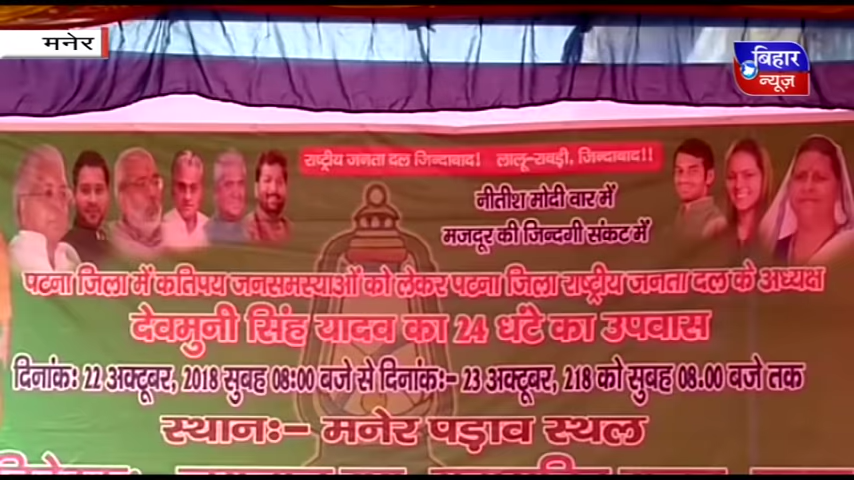 मनेर
बिहार
न्यूज़
राष्ट्रीय जनता दल जिन्दाबाद! लालू-राबड़ी, जिन्दाबाद!!
नीतीश मोदी वार में
मजदूर की जिन्दगी संकट में
पटना जिला में कतिपय जनसमस्याओं को लेकर पटना जिला राष्ट्रीय जनता दल के अध्यक्ष
देवमुनी सिंह यादव का 24 घंटे का उपवास
दिनांकः 22 अक्टूबर, 2018 सुबह 08:00 बजे से दिनांकः- 23 अक्टूबर, 218 को सुबह 08.00 बजे तक
स्थानः- मनेर पड़ाव स्थल